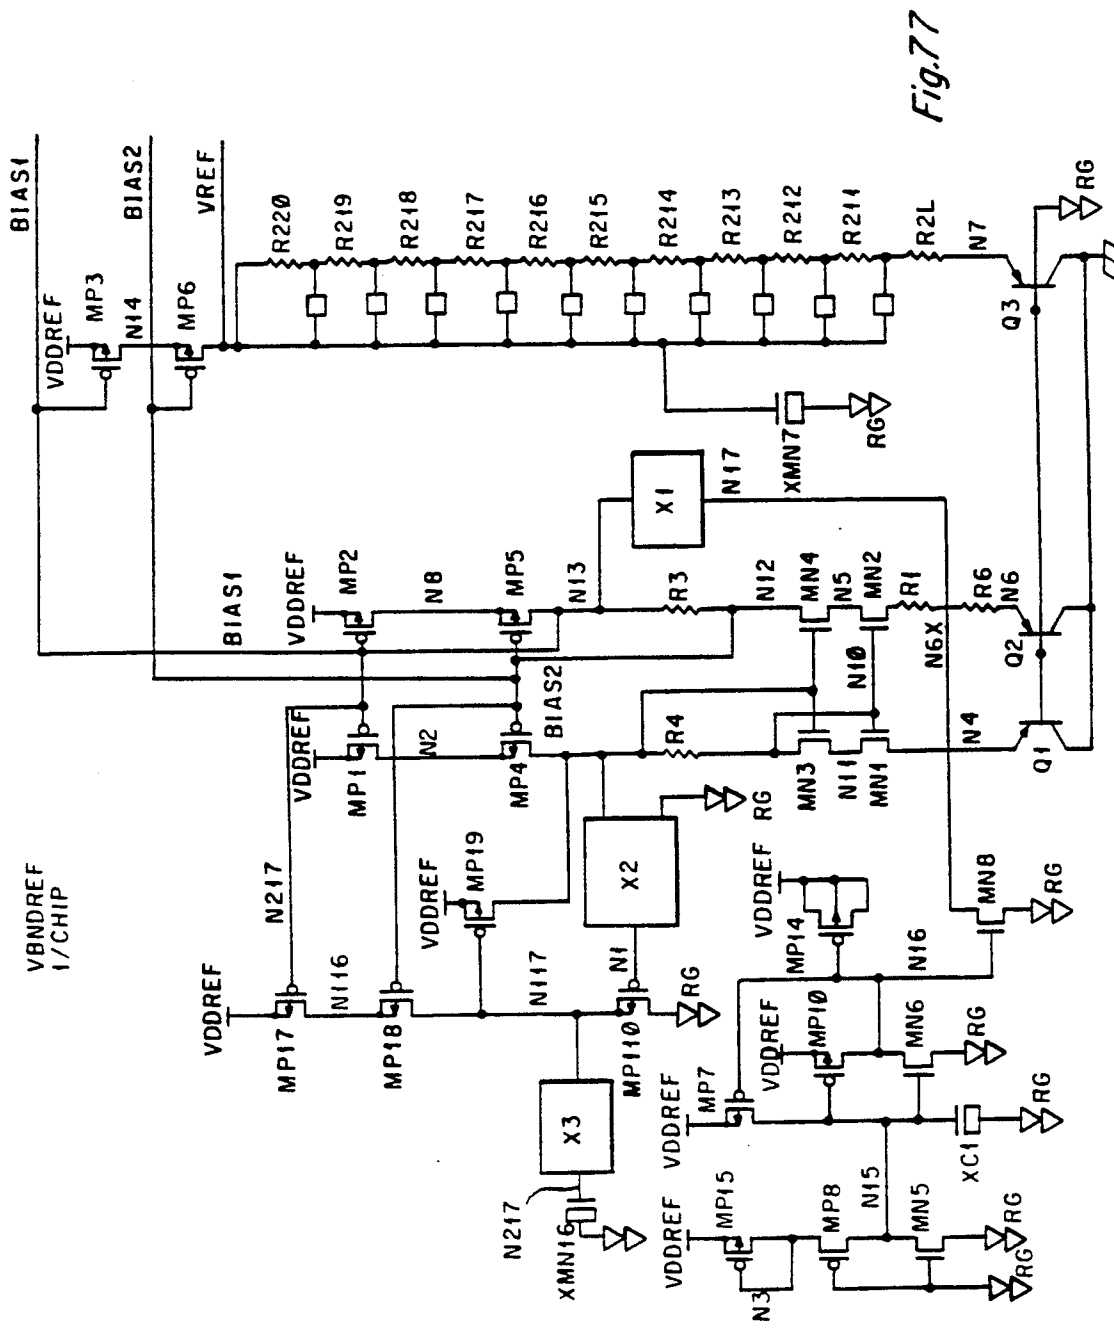 Fig.77
BIAS1
BIAS2
VREF
VDDREF
MP3
N14
MP6
R220
R219
R218
R217
R216
R215
R214
R213
R212
R211
R2L
N7
Q3
RG
XMN7
RG
X1
N17
BIAS1
VDDREF
MP2
N8
MP5
N13
R3
N12
MN4
N5
MN2
R1
N6X
R6
N6
Q2
VDDREF
MP1
N2
BIAS2
MP4
R4
N10
MN3
N11
MN1
N4
Q1
VBNDREF
1/CHIP
N217
VDDREF
MP17
N116
MP18
VDDREF
MP19
N117
X2
RG
N1
MP110
RG
X3
N217
XMN16
VDDREF
MP14
N16
MN8
RG
VDDREF
MP10
MN6
RG
VDDREF
MP7
XC1
RG
VDDREF
MP15
N3
MP8
N15
MN5
RG
RG